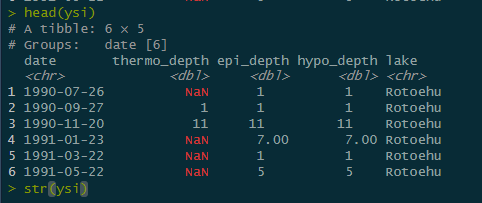 > head(ysi)
# A tibble: 6 x 5
# Groups:   date [6]
  date       thermo_depth epi_depth hypo_depth lake
  <chr>             <dbl>     <dbl>      <dbl> <chr>
1 1990-07-26          NaN      1          1    Rotoehu
2 1990-09-27            1      1          1    Rotoehu
3 1990-11-20           11     11         11    Rotoehu
4 1991-01-23          NaN      7.00       7.00 Rotoehu
5 1991-03-22          NaN      1          1    Rotoehu
6 1991-05-22          NaN      5          5    Rotoehu
> str(ysi)